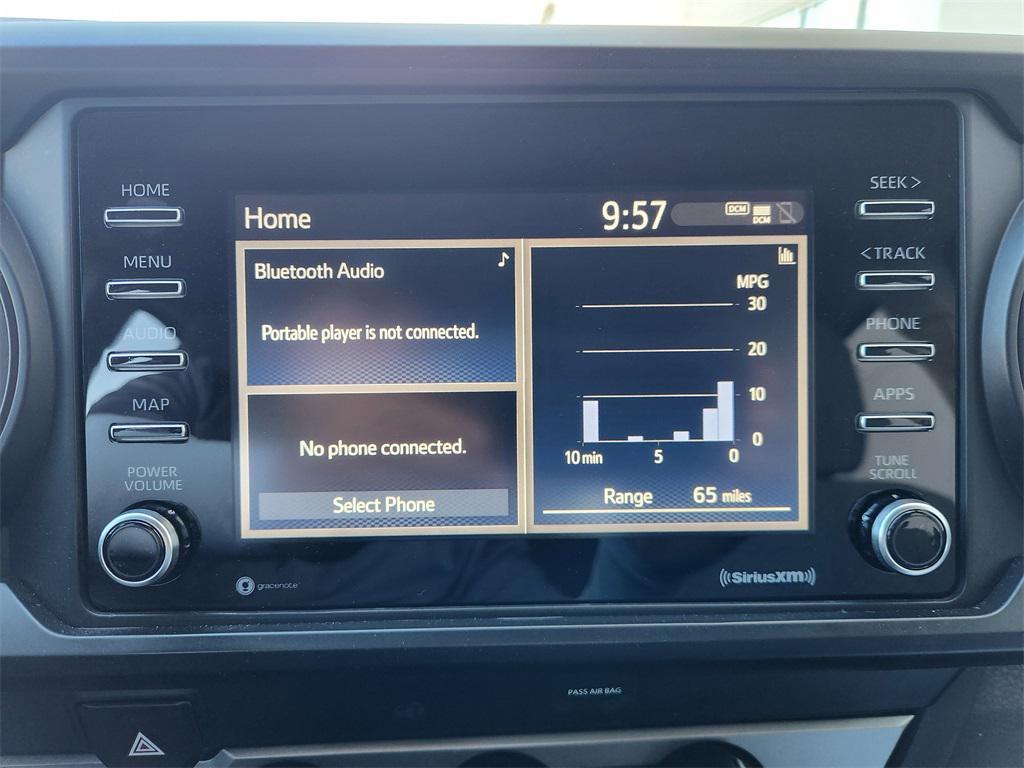 HOME
MENU
AUDIO
MAP
POWER
VOLUME
Home
9:57
DCM
DCM
Bluetooth Audio
Portable player is not connected.
No phone connected.
Select Phone
MPG
30
20
10
0
10 min
5
0
Range 65 miles
SEEK >
< TRACK
PHONE
APPS
TUNE
SCROLL
gracenote
((SiriusXM))
PASS AIR BAG